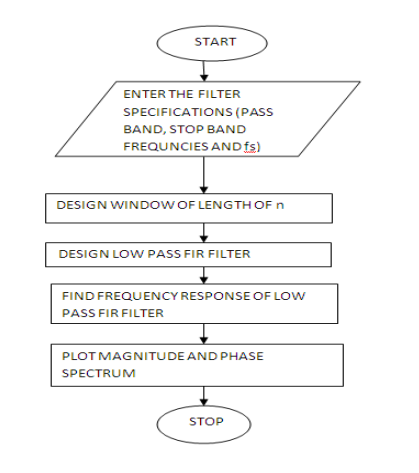 START
ENTER THE FILTER
SPECIFICATIONS (PASS
BAND, STOP BAND
FREQUNCIES AND fs)
DESIGN WINDOW OF LENGTH OF n
DESIGN LOW PASS FIR FILTER
FIND FREQUENCY RESPONSE OF LOW
PASS FIR FILTER
PLOT MAGNITUDE AND PHASE
SPECTRUM
STOP